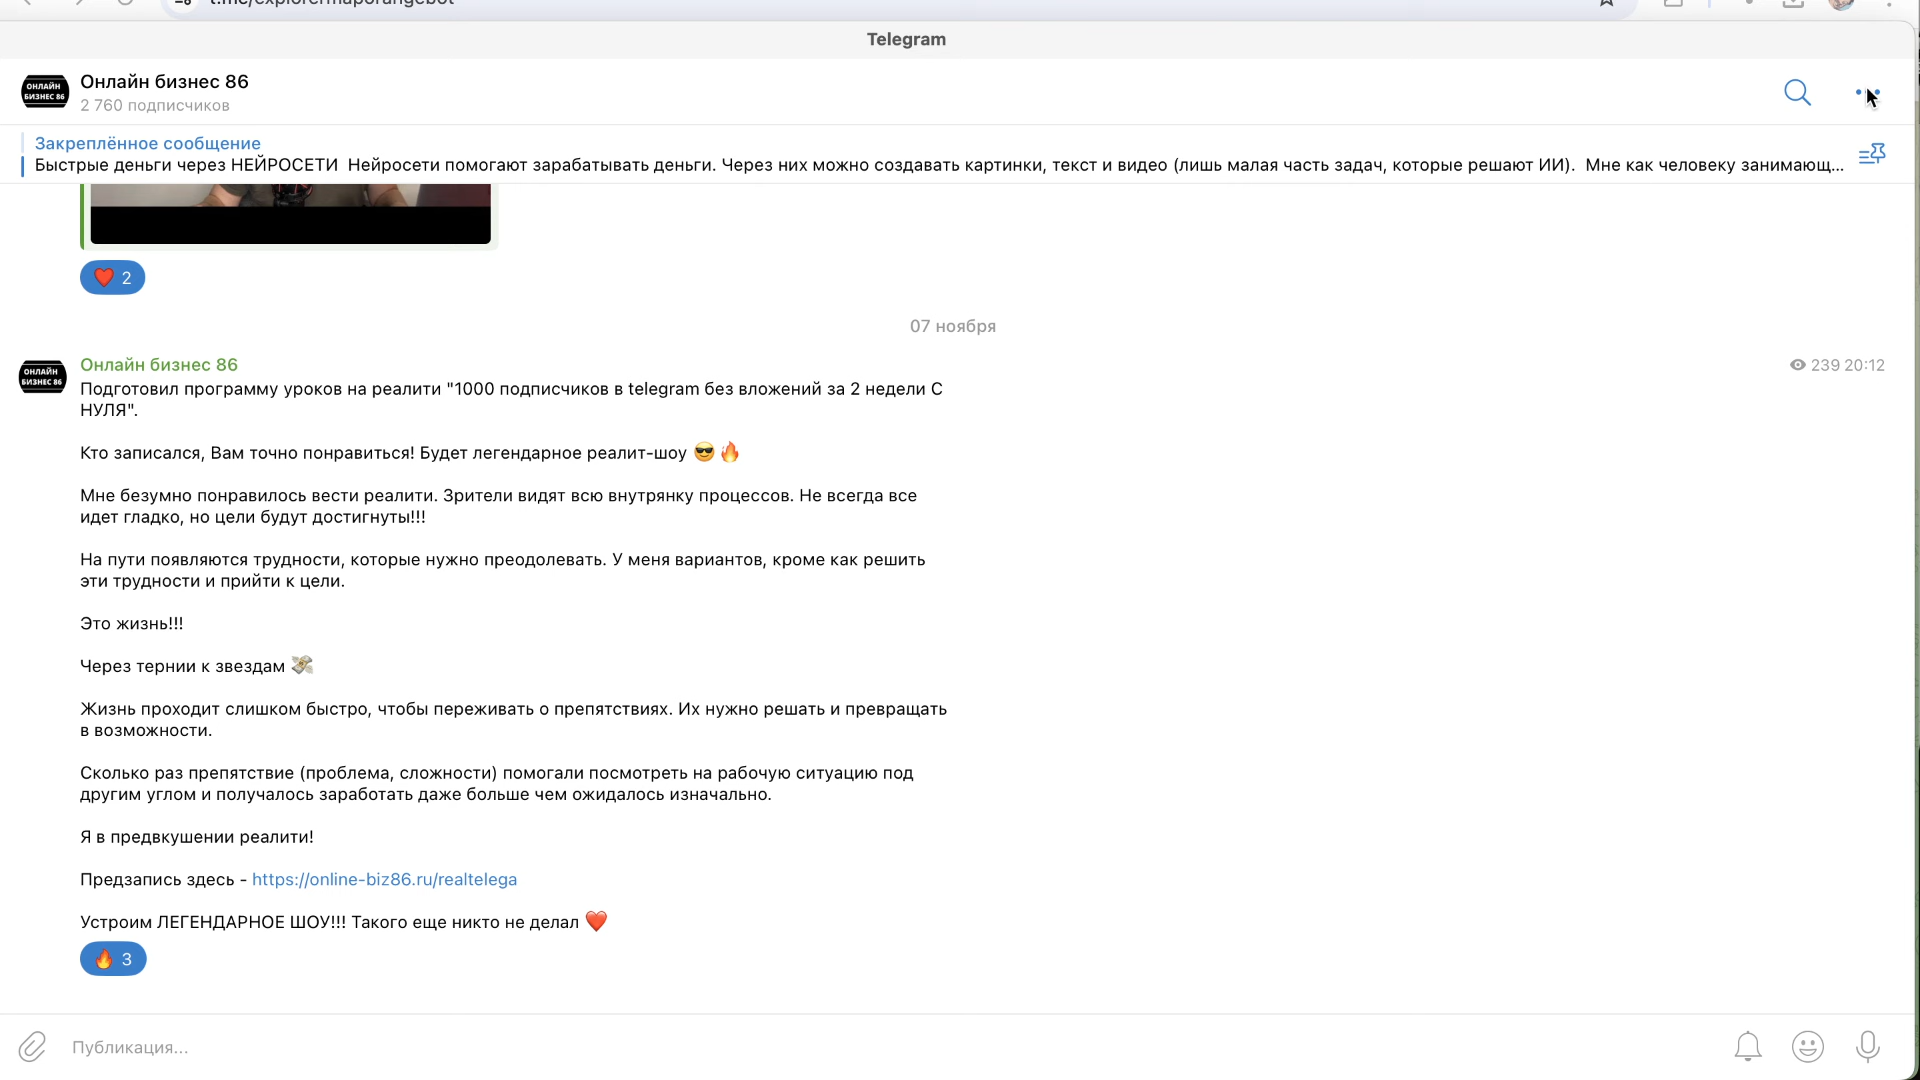 Telegram
ОНЛАЙН
БИЗНЕС 86
Онлайн бизнес 86
2 760 подписчиков
Закреплённое сообщение
Быстрые деньги через НЕЙРОСЕТИ Нейросети помогают зарабатывать деньги. Через них можно создавать картинки, текст и видео (лишь малая часть задач, которые решают ИИ). Мне как человеку занимающ...
2
07 ноября
ОНЛАЙН
БИЗНЕС 86
Онлайн бизнес 86
239 20:12
Подготовил программу уроков на реалити "1000 подписчиков в telegram без вложений за 2 недели С
НУЛЯ".
Кто записался, Вам точно понравиться! Будет легендарное реалит-шоу 😎 🔥
Мне безумно понравилось вести реалити. Зрители видят всю внутрянку процессов. Не всегда все
идет гладко, но цели будут достигнуты!!!
На пути появляются трудности, которые нужно преодолевать. У меня вариантов, кроме как решить
эти трудности и прийти к цели.
Это жизнь!!!
Через тернии к звездам 💸
Жизнь проходит слишком быстро, чтобы переживать о препятствиях. Их нужно решать и превращать
в возможности.
Сколько раз препятствие (проблема, сложности) помогали посмотреть на рабочую ситуацию под
другим углом и получалось заработать даже больше чем ожидалось изначально.
Я в предвкушении реалити!
Предзапись здесь - https://online-biz86.ru/realtelega
Устроим ЛЕГЕНДАРНОЕ ШОУ!!! Такого еще никто не делал ❤️
3
Публикация...